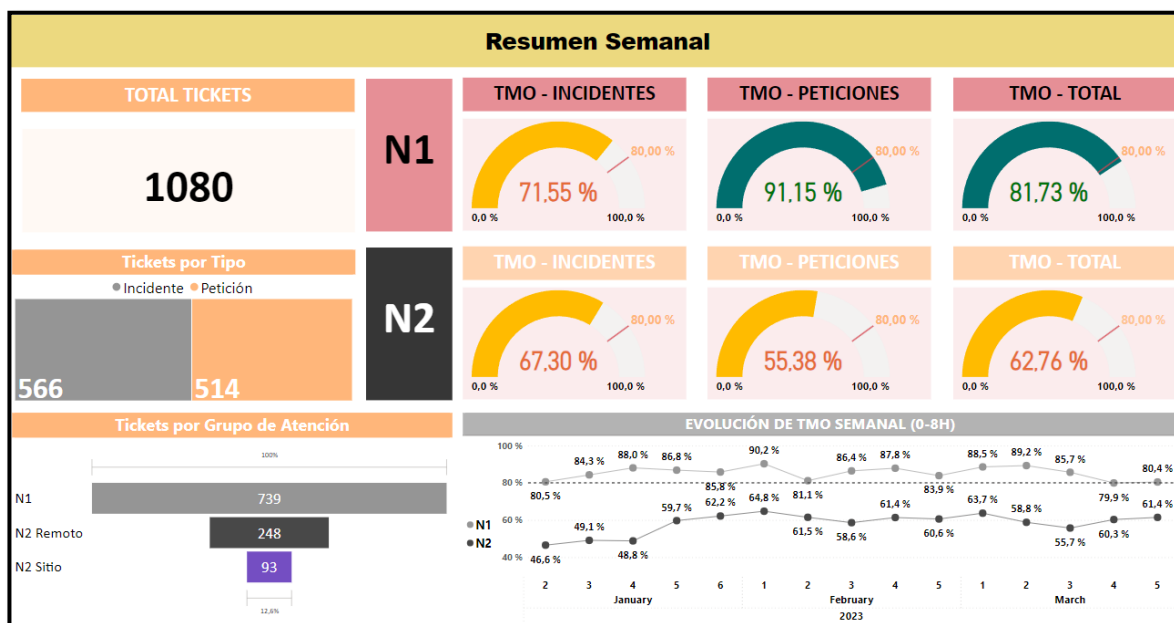 Resumen Semanal
TOTAL TICKETS
1080
N1
TMO - INCIDENTES
80,00 %
71,55 %
0,0 %
100,0 %
TMO - PETICIONES
80,00 %
91,15 %
0,0 %
100,0 %
TMO - TOTAL
80,00 %
81,73 %
0,0 %
100,0 %
Tickets por Tipo
Incidente Petición
566
514
N2
TMO - INCIDENTES
80,00 %
67,30 %
0,0 %
100,0 %
TMO - PETICIONES
80,00 %
55,38 %
0,0 %
100,0 %
TMO - TOTAL
80,00 %
62,76 %
0,0 %
100,0 %
Tickets por Grupo de Atención
100%
N1 739
N2 Remoto 248
N2 Sitio 93
12,6%
EVOLUCIÓN DE TMO SEMANAL (0-8H)
N1
N2
100 %
80 %
60 %
40 %
80,5 % 84,3 % 88,0 % 86,8 % 85,8 % 90,2 % 81,1 % 86,4 % 87,8 % 83,9 % 88,5 % 89,2 % 85,7 % 79,9 % 80,4 %
46,6 % 49,1 % 48,8 % 59,7 % 62,2 % 64,8 % 61,5 % 58,6 % 61,4 % 60,6 % 63,7 % 58,8 % 55,7 % 60,3 % 61,4 %
2 3 4 5 6 1 2 3 4 5 1 2 3 4 5
January February March
2023